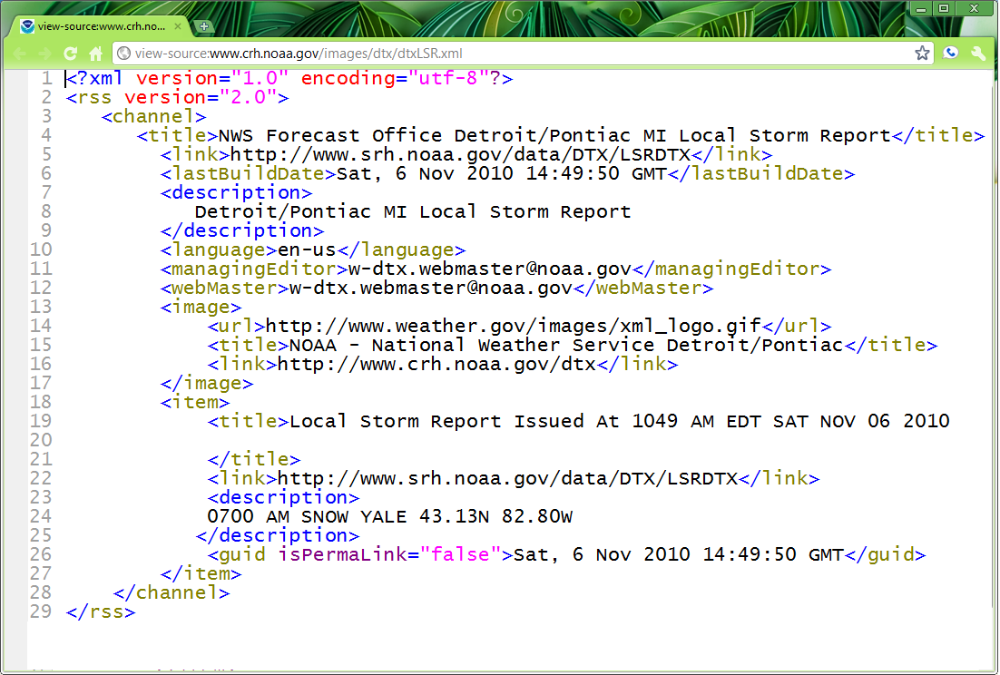 view-source:www.crh.no...
view-source:www.crh.noaa.gov/images/dtx/dtxLSR.xml
1 <?xml version="1.0" encoding="utf-8"?>
2 <rss version="2.0">
3 <channel>
4 <title>NWS Forecast Office Detroit/Pontiac MI Local Storm Report</title>
5 <link>http://www.srh.noaa.gov/data/DTX/LSRDTX</link>
6 <lastBuildDate>Sat, 6 Nov 2010 14:49:50 GMT</lastBuildDate>
7 <description>
8 Detroit/Pontiac MI Local Storm Report
9 </description>
10 <language>en-us</language>
11 <managingEditor>w-dtx.webmaster@noaa.gov</managingEditor>
12 <webMaster>w-dtx.webmaster@noaa.gov</webMaster>
13 <image>
14 <url>http://www.weather.gov/images/xml_logo.gif</url>
15 <title>NOAA - National Weather Service Detroit/Pontiac</title>
16 <link>http://www.crh.noaa.gov/dtx</link>
17 </image>
18 <item>
19 <title>Local Storm Report Issued At 1049 AM EDT SAT NOV 06 2010
20
21 </title>
22 <link>http://www.srh.noaa.gov/data/DTX/LSRDTX</link>
23 <description>
24 0700 AM SNOW YALE 43.13N 82.80W
25 </description>
26 <guid isPermaLink="false">Sat, 6 Nov 2010 14:49:50 GMT</guid>
27 </item>
28 </channel>
29 </rss>